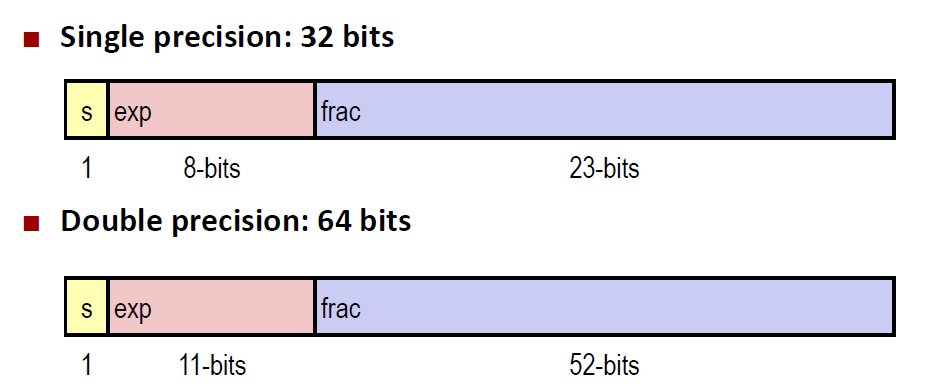 Single precision: 32 bits
s exp frac
1 8-bits 23-bits
Double precision: 64 bits
s exp frac
1 11-bits 52-bits